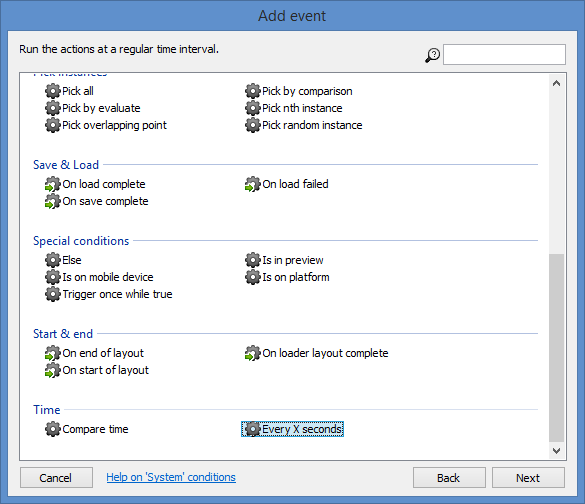 Add event
Run the actions at a regular time interval.
Pick instances
Pick all
Pick by comparison
Pick by evaluate
Pick nth instance
Pick overlapping point
Pick random instance
Save & Load
On load complete
On load failed
On save complete
Special conditions
Else
Is in preview
Is on mobile device
Is on platform
Trigger once while true
Start & end
On end of layout
On loader layout complete
On start of layout
Time
Compare time
Every X seconds
Cancel
Help on 'System' conditions
Back
Next